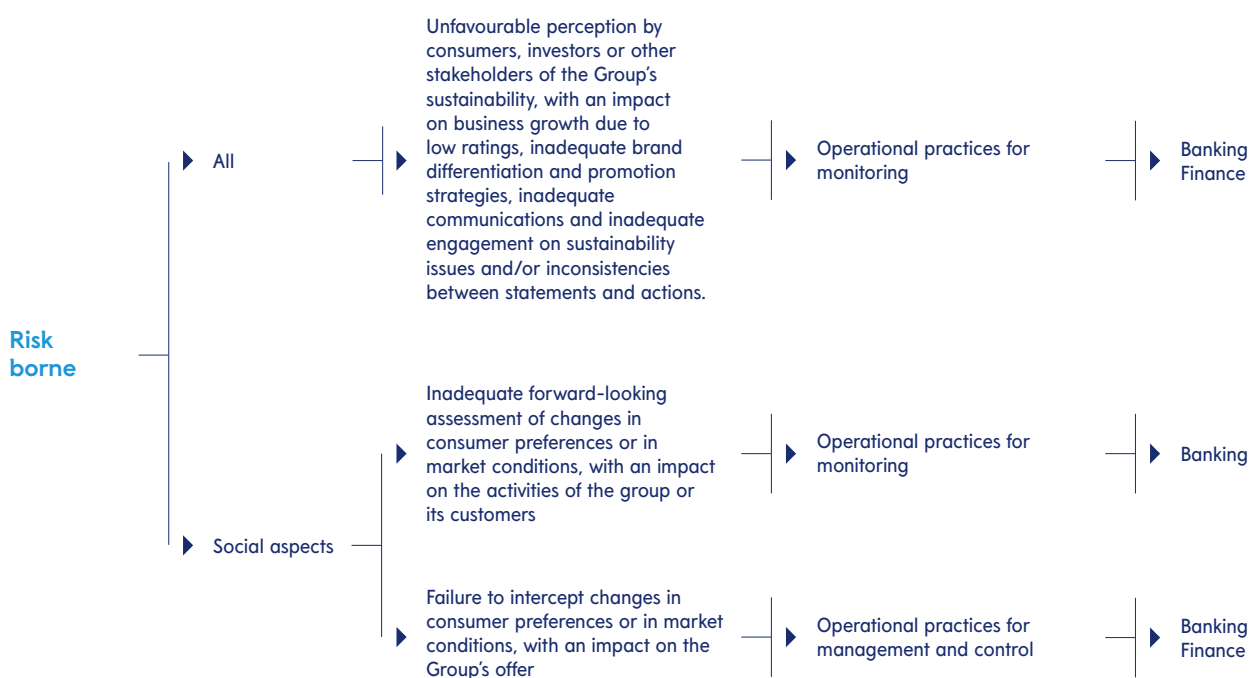 Risk
borne
All
Unfavourable perception by
consumers, investors or other
stakeholders of the Group's
sustainability, with an impact
on business growth due to
low ratings, inadequate brand
differentiation and promotion
strategies, inadequate
communications and inadequate
engagement on sustainability
issues and/or inconsistencies
between statements and actions.
Operational practices for
monitoring
Banking
Finance
Social aspects
Inadequate forward-looking
assessment of changes in
consumer preferences or in
market conditions, with an impact
on the activities of the group or
its customers
Operational practices for
monitoring
Banking
Failure to intercept changes in
consumer preferences or in market
conditions, with an impact on the
Group's offer
Operational practices for
management and control
Banking
Finance